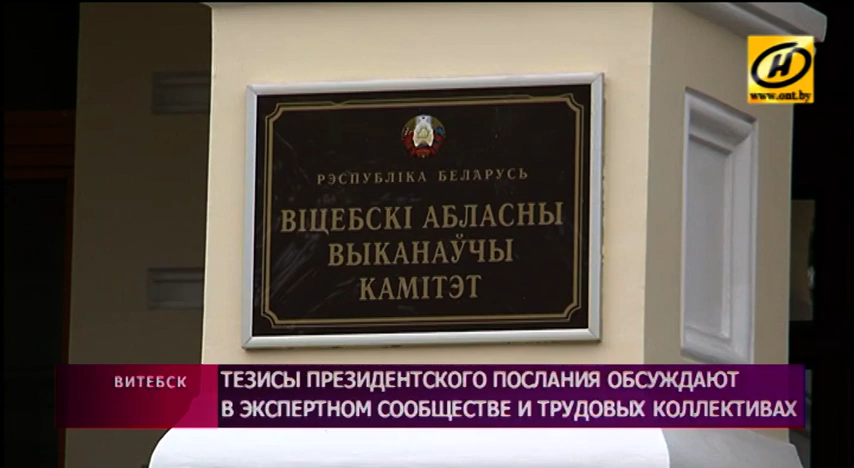 www.ont.by
РЭСПУБЛІКА БЕЛАРУСЬ
ВІЦЕБСКІ АБЛАСНЫ
ВЫКАНАЎЧЫ
КАМІТЭТ
ВИТЕБСК
ТЕЗИСЫ ПРЕЗИДЕНТСКОГО ПОСЛАНИЯ ОБСУЖДАЮТ
В ЭКСПЕРТНОМ СООБЩЕСТВЕ И ТРУДОВЫХ КОЛЛЕКТИВАХ